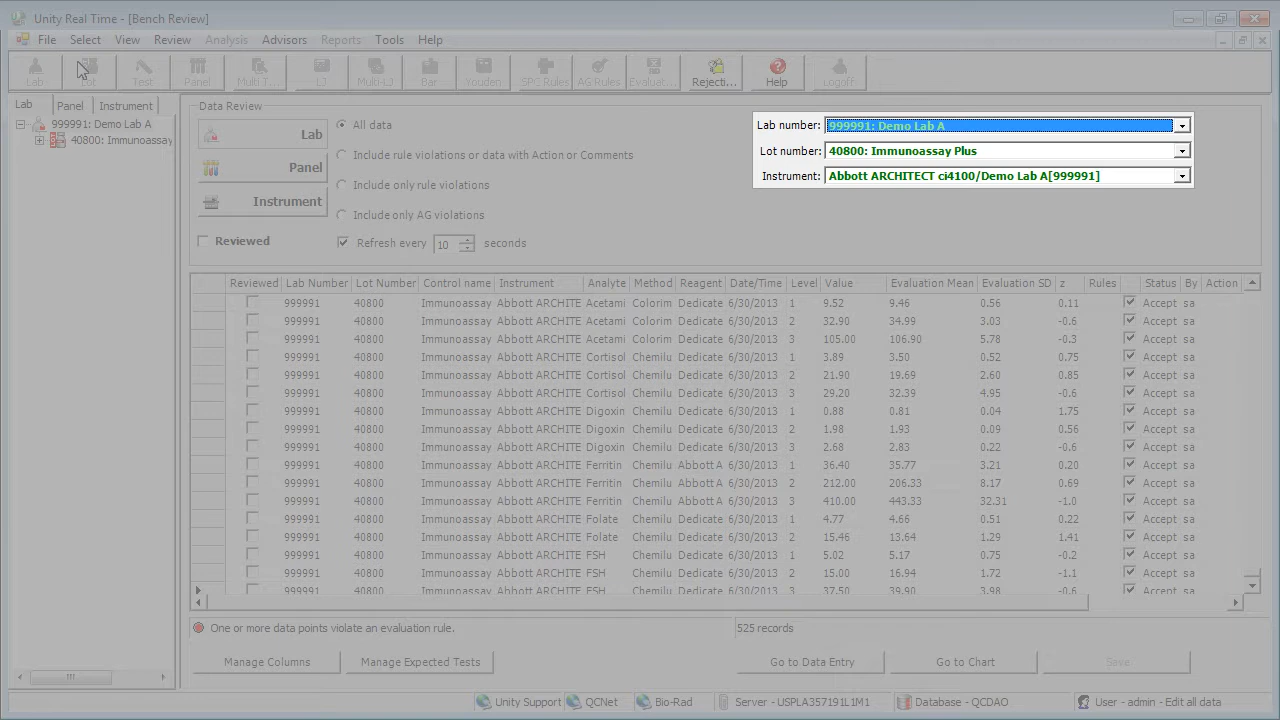 Unity Real Time - [Bench Review]
File Select View Review Analysis Advisors Reports Tools Help
Lab Lot Test Panel Multi-T... LJ Multi-LJ Bar Youden SPC Rules AG Rules Evaluat... Rejecti... Help Logoff
Lab Panel Instrument
999991: Demo Lab A
40800: Immunoassay
Data Review
Lab
Panel
Instrument
Reviewed
All data
Include rule violations or data with Action or Comments
Include only rule violations
Include only AG violations
Refresh every 10 seconds
Lab number: 999991: Demo Lab A
Lot number: 40800: Immunoassay Plus
Instrument: Abbott ARCHITECT ci4100/Demo Lab A[999991]
Reviewed Lab Number Lot Number Control name Instrument Analyte Method Reagent Date/Time Level Value Evaluation Mean Evaluation SD z Rules Status By Action
999991 40800 Immunoassay Abbott ARCHITE Acetami Colorim Dedicate 6/30/2013 1 9.52 9.46 0.56 0.11 Accept sa
999991 40800 Immunoassay Abbott ARCHITE Acetami Colorim Dedicate 6/30/2013 2 32.90 34.99 3.03 -0.6 Accept sa
999991 40800 Immunoassay Abbott ARCHITE Acetami Colorim Dedicate 6/30/2013 3 105.00 106.90 5.78 -0.3 Accept sa
999991 40800 Immunoassay Abbott ARCHITE Cortisol Chemilu Dedicate 6/30/2013 1 3.89 3.50 0.52 0.75 Accept sa
999991 40800 Immunoassay Abbott ARCHITE Cortisol Chemilu Dedicate 6/30/2013 2 21.90 19.69 2.60 0.85 Accept sa
999991 40800 Immunoassay Abbott ARCHITE Cortisol Chemilu Dedicate 6/30/2013 3 29.20 32.39 4.95 -0.6 Accept sa
999991 40800 Immunoassay Abbott ARCHITE Digoxin Chemilu Dedicate 6/30/2013 1 0.88 0.81 0.04 1.75 Accept sa
999991 40800 Immunoassay Abbott ARCHITE Digoxin Chemilu Dedicate 6/30/2013 2 1.98 1.93 0.09 0.56 Accept sa
999991 40800 Immunoassay Abbott ARCHITE Digoxin Chemilu Dedicate 6/30/2013 3 2.68 2.83 0.22 -0.6 Accept sa
999991 40800 Immunoassay Abbott ARCHITE Ferritin Chemilu Abbott A 6/30/2013 1 36.40 35.77 3.21 0.20 Accept sa
999991 40800 Immunoassay Abbott ARCHITE Ferritin Chemilu Abbott A 6/30/2013 2 212.00 206.33 8.17 0.69 Accept sa
999991 40800 Immunoassay Abbott ARCHITE Ferritin Chemilu Abbott A 6/30/2013 3 410.00 443.33 32.31 -1.0 Accept sa
999991 40800 Immunoassay Abbott ARCHITE Folate Chemilu Dedicate 6/30/2013 1 4.77 4.66 0.51 0.22 Accept sa
999991 40800 Immunoassay Abbott ARCHITE Folate Chemilu Dedicate 6/30/2013 2 15.46 13.64 1.29 1.41 Accept sa
999991 40800 Immunoassay Abbott ARCHITE FSH Chemilu Dedicate 6/30/2013 1 5.02 5.17 0.75 -0.2 Accept sa
999991 40800 Immunoassay Abbott ARCHITE FSH Chemilu Dedicate 6/30/2013 2 15.00 16.94 1.72 -1.1 Accept sa
999991 40800 Immunoassay Abbott ARCHITE FSH Chemilu Dedicate 6/30/2013 3 37.50 39.90 3.98 -0.6 Accept sa
One or more data points violate an evaluation rule. 525 records
Manage Columns Manage Expected Tests Go to Data Entry Go to Chart Save
Unity Support QCNet Bio-Rad Server - USPLA357191L1M1 Database - QCDAO User - admin - Edit all data